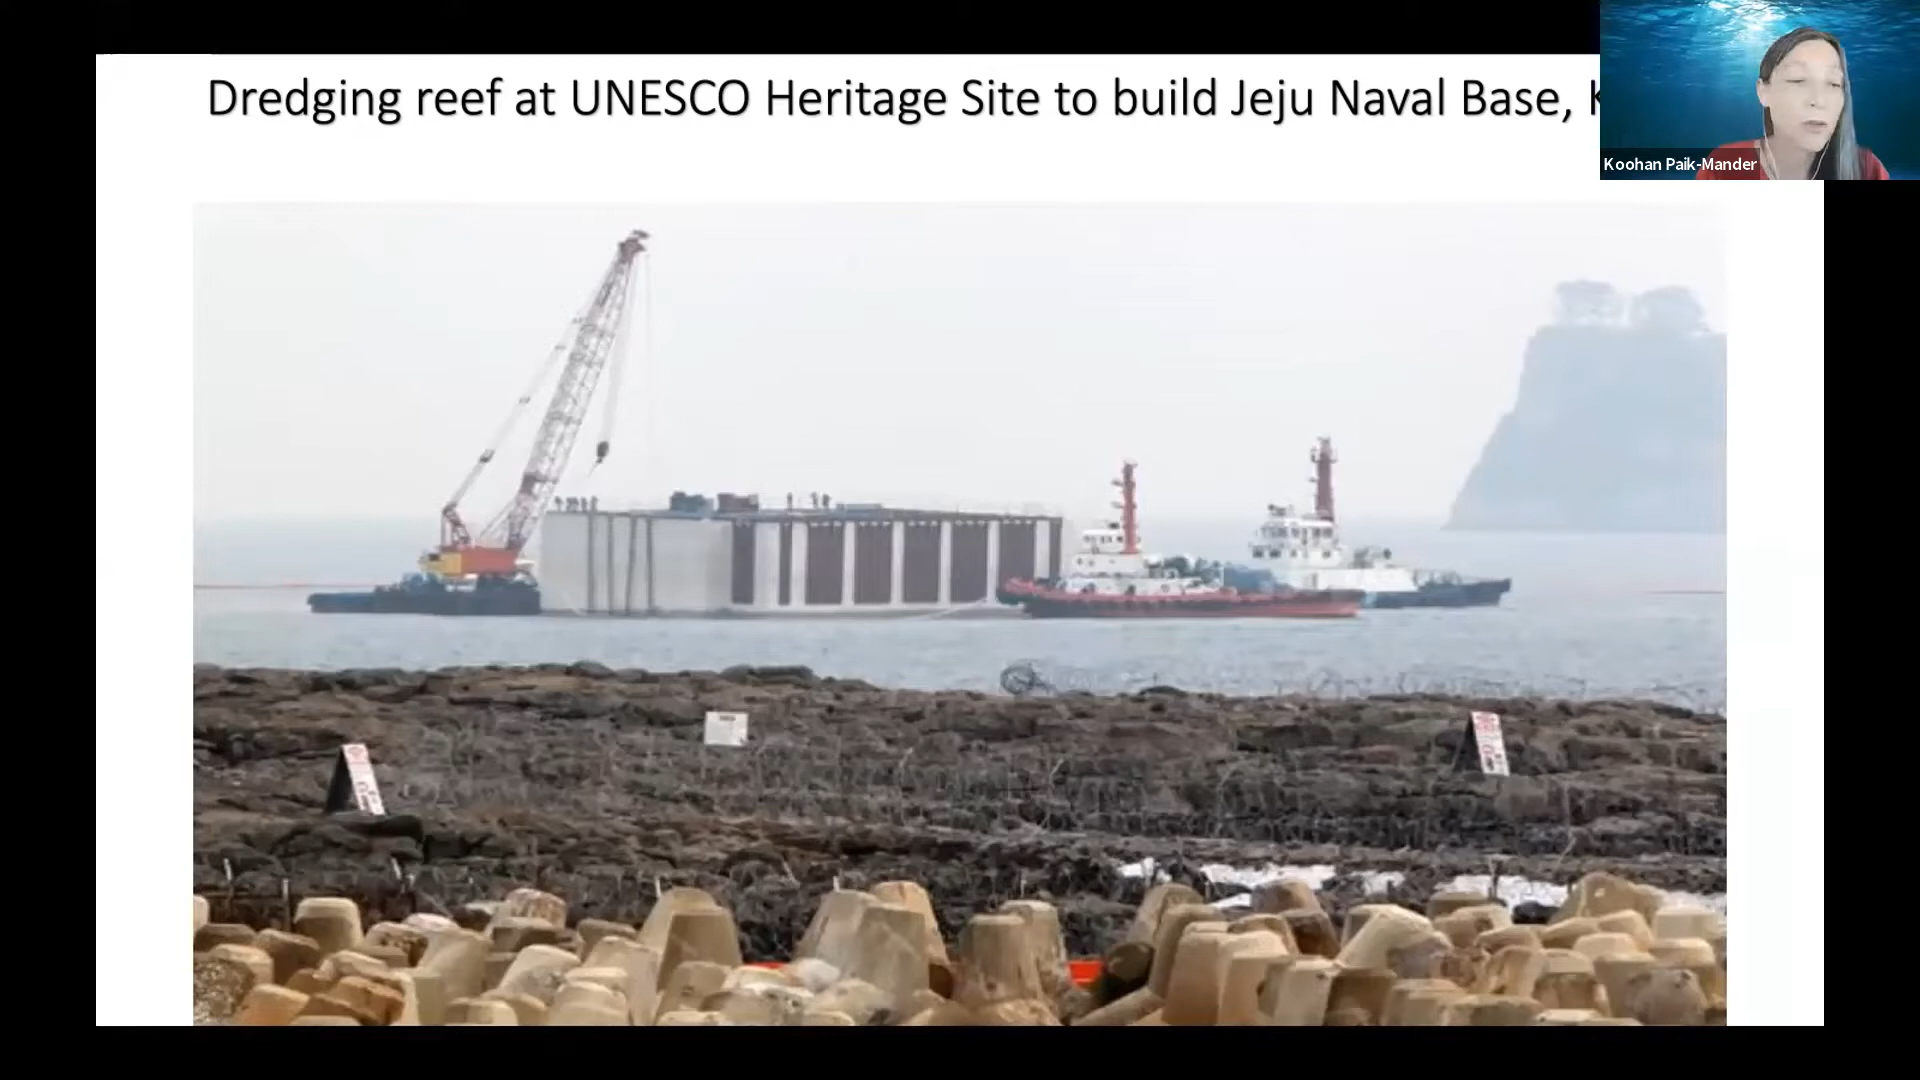 Dredging reef at UNESCO Heritage Site to build Jeju Naval Base, K
Koohan Paik-Mander